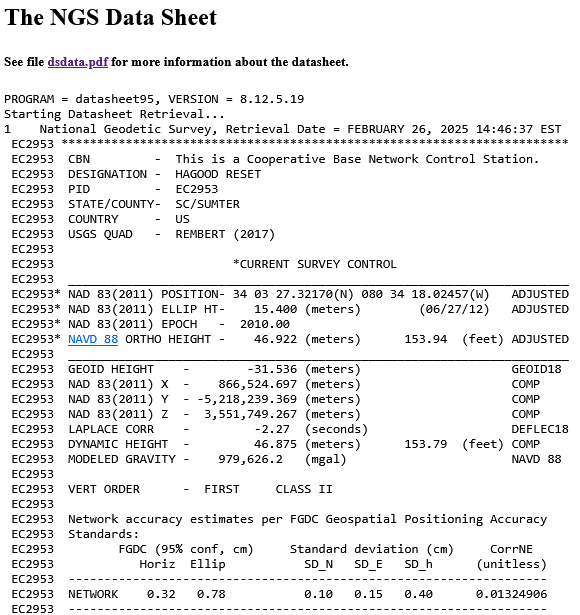 The NGS Data Sheet
See file dsdata.pdf for more information about the datasheet.
PROGRAM = datasheet95, VERSION = 8.12.5.19
Starting Datasheet Retrieval...
1    National Geodetic Survey, Retrieval Date = FEBRUARY 26, 2025 14:46:37 EST
EC2953 ***********************************************************************
EC2953  CBN         -  This is a Cooperative Base Network Control Station.
EC2953  DESIGNATION -  HAGOOD RESET
EC2953  PID         -  EC2953
EC2953  STATE/COUNTY-  SC/SUMTER
EC2953  COUNTRY     -  US
EC2953  USGS QUAD   -  REMBERT (2017)
EC2953
EC2953                         *CURRENT SURVEY CONTROL
EC2953  ______________________________________________________________________
EC2953* NAD 83(2011) POSITION- 34 03 27.32170(N) 080 34 18.02457(W)   ADJUSTED
EC2953* NAD 83(2011) ELLIP HT-    15.400 (meters)        (06/27/12)   ADJUSTED
EC2953* NAD 83(2011) EPOCH   -  2010.00
EC2953* NAVD 88 ORTHO HEIGHT -    46.922 (meters)      153.94  (feet) ADJUSTED
EC2953  ______________________________________________________________________
EC2953  GEOID HEIGHT    -        -31.536 (meters)                     GEOID18
EC2953  NAD 83(2011) X  -    866,524.697 (meters)                     COMP
EC2953  NAD 83(2011) Y  - -5,218,239.369 (meters)                     COMP
EC2953  NAD 83(2011) Z  -  3,551,749.267 (meters)                     COMP
EC2953  LAPLACE CORR    -         -2.27  (seconds)                    DEFLEC18
EC2953  DYNAMIC HEIGHT  -         46.875 (meters)      153.79  (feet) COMP
EC2953  MODELED GRAVITY -    979,626.2   (mgal)                       NAVD 88
EC2953
EC2953  VERT ORDER      -  FIRST     CLASS II
EC2953
EC2953  Network accuracy estimates per FGDC Geospatial Positioning Accuracy
EC2953  Standards:
EC2953         FGDC (95% conf, cm)     Standard deviation (cm)     CorrNE
EC2953            Horiz  Ellip           SD_N   SD_E   SD_h      (unitless)
EC2953  -------------------------------------------------------------------
EC2953  NETWORK    0.32   0.78           0.10   0.15   0.40      0.01324906
EC2953  -------------------------------------------------------------------